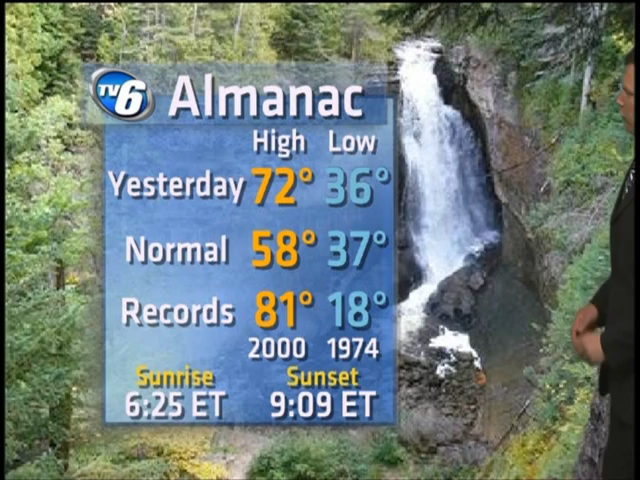 TV6 Almanac
High Low
Yesterday 72° 36°
Normal 58° 37°
Records 81° 18°
2000 1974
Sunrise Sunset
6:25 ET 9:09 ET